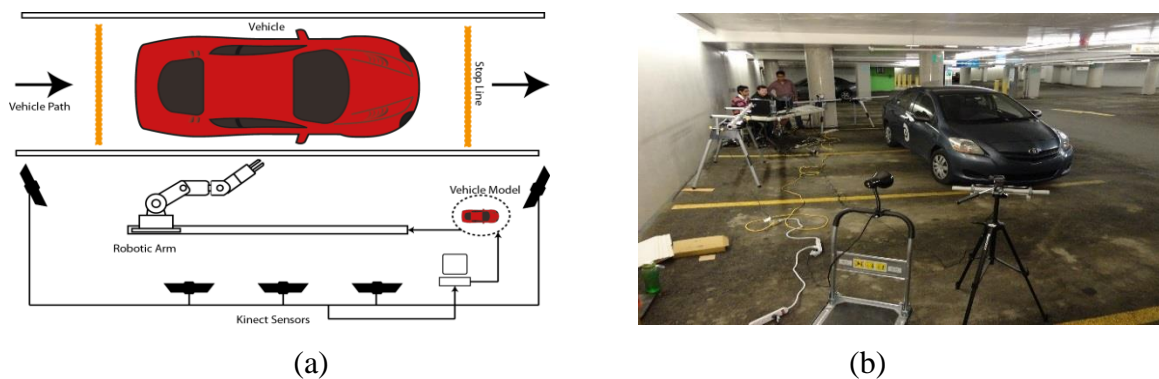 Vehicle
Vehicle Path
Stop Line
Vehicle Model
Robotic Arm
Kinect Sensors
(a)
(b)